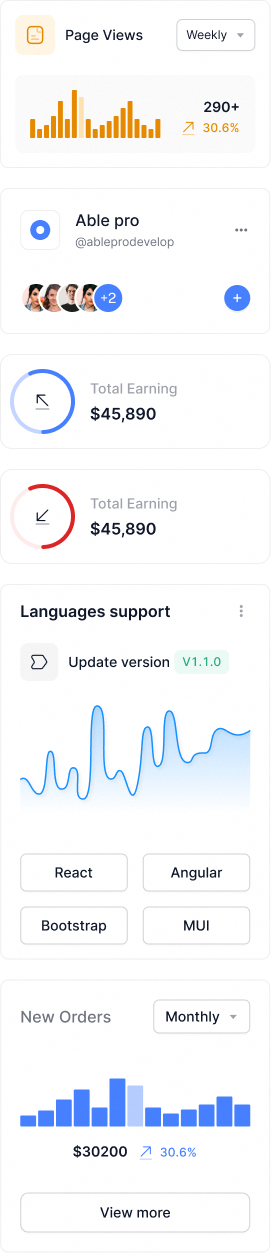 Page Views
Weekly
290+
30.6%
Able pro
@ableprodevelop
+2
Total Earning
$45,890
Total Earning
$45,890
Languages support
Update version V1.1.0
React
Angular
Bootstrap
MUI
New Orders
Monthly
$30200
30.6%
View more